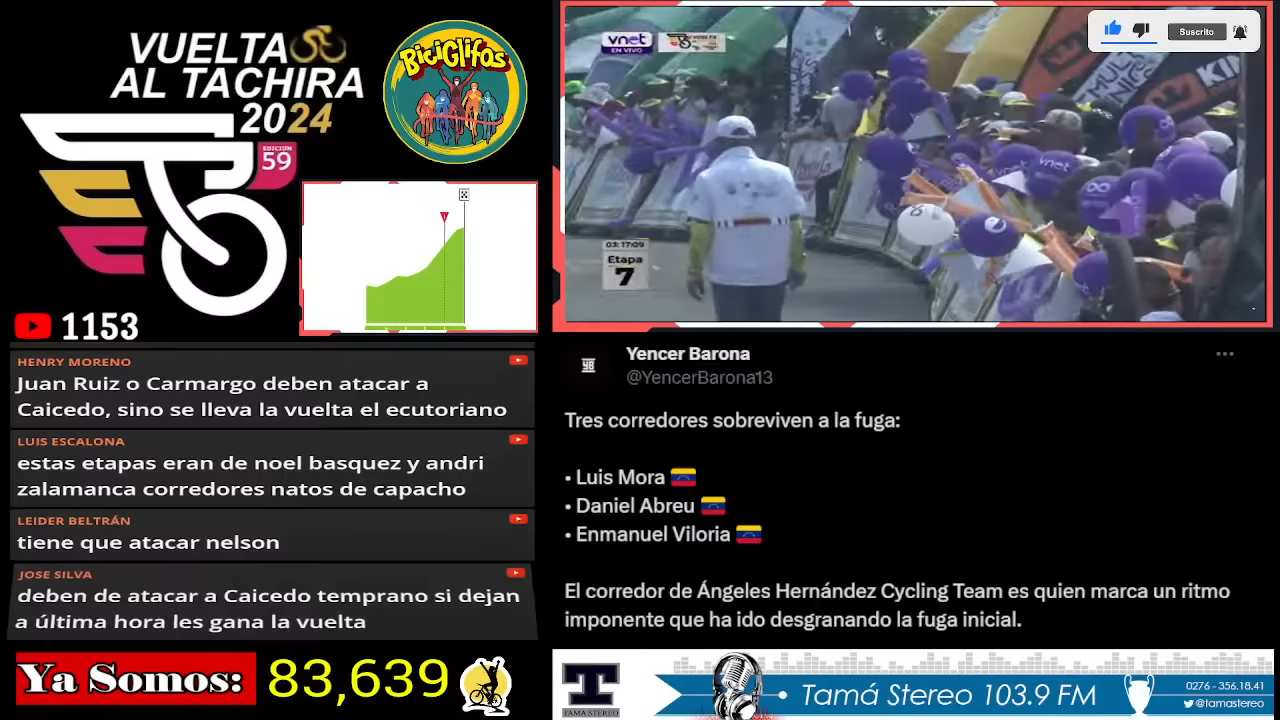 VUELTA
AL TACHIRA
2024
EDICION
59
BiciGlifos
1153
HENRY MORENO
Juan Ruiz o Carmargo deben atacar a
Caicedo, sino se lleva la vuelta el ecutoriano
LUIS ESCALONA
estas etapas eran de noel basquez y andri
zalamanca corredores natos de capacho
LEIDER BELTRÁN
tine que atacar nelson
JOSE SILVA
deben de atacar a Caicedo temprano si dejan
a última hora les gana la vuelta
Ya Somos: 83,639
vnet
EN VIVO
Suscrito
vnet
03:17:09
Etapa
7
Yencer Barona
@YencerBarona13
Tres corredores sobreviven a la fuga:
• Luis Mora
• Daniel Abreu
• Enmanuel Viloria
El corredor de Ángeles Hernández Cycling Team es quien marca un ritmo
imponente que ha ido desgranando la fuga inicial.
TAMA STEREO
• Tamá Stereo 103.9 FM
0276 - 356.18.41
@tamastereo